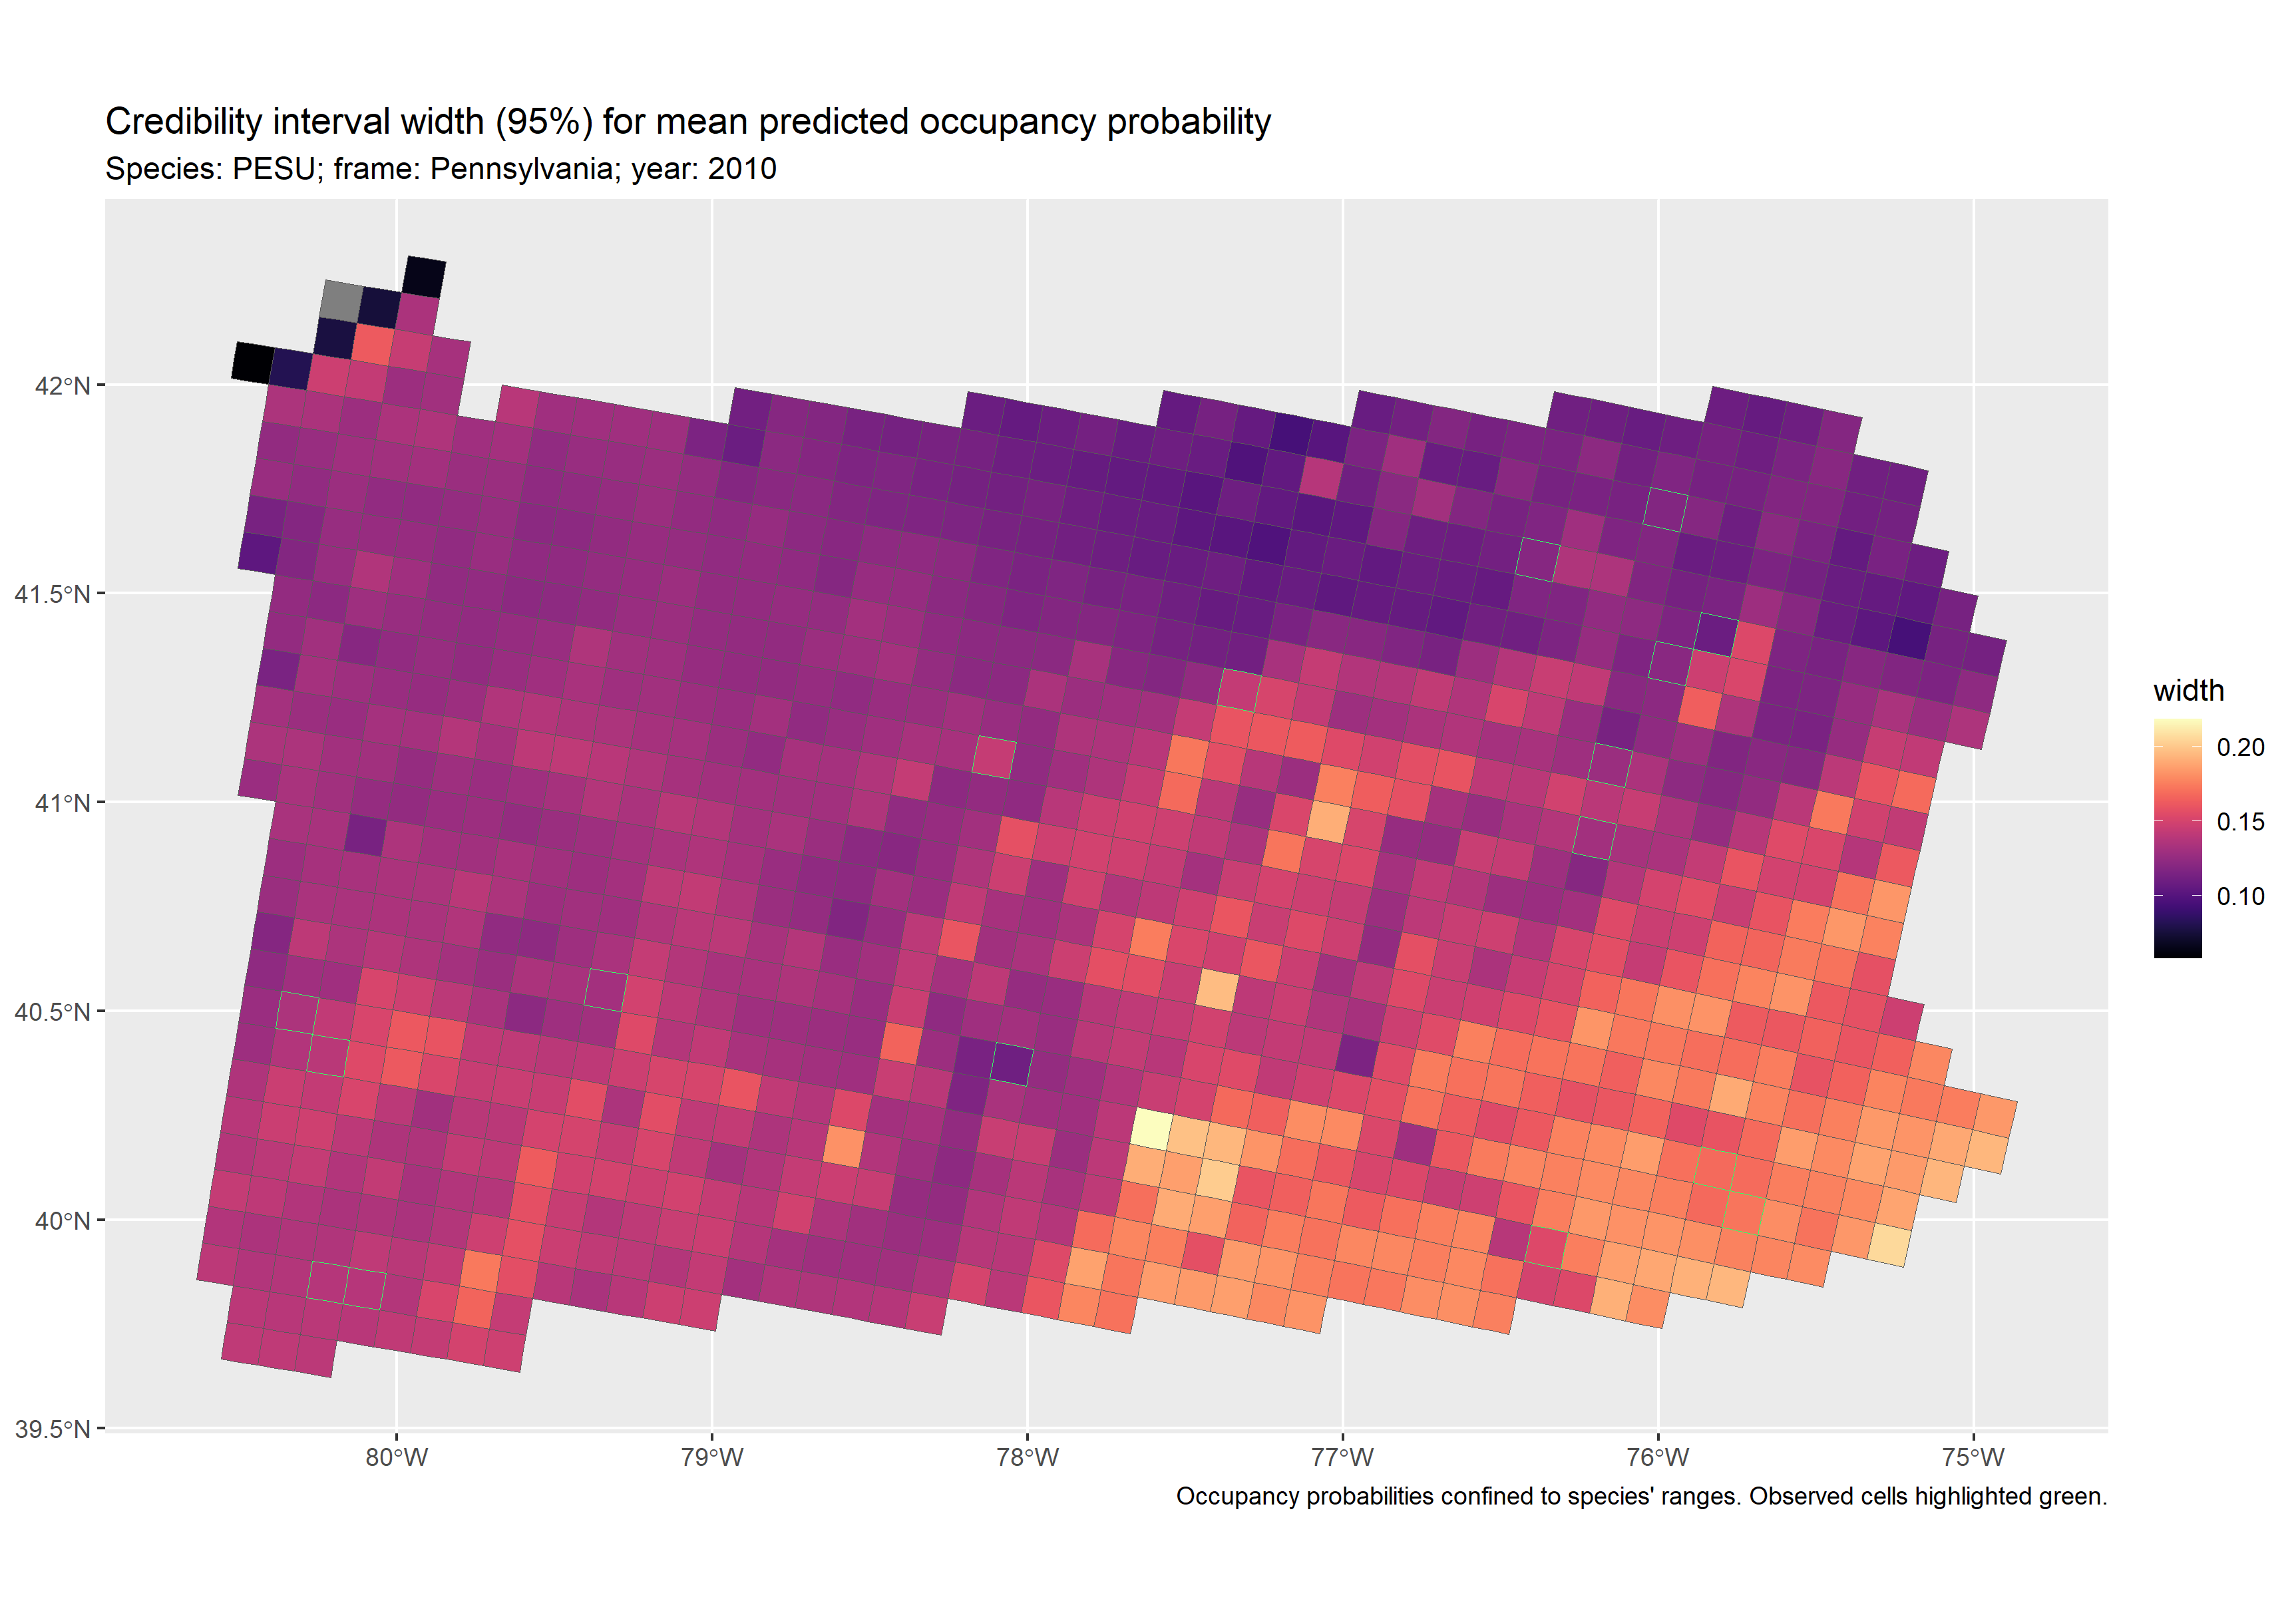 Credibility interval width (95%) for mean predicted occupancy probability
Species: PESU; frame: Pennsylvania; year: 2010
42°N
41.5°N
41°N
40.5°N
40°N
39.5°N
80°W 79°W 78°W 77°W 76°W 75°W
width
0.20
0.15
0.10
Occupancy probabilities confined to species' ranges. Observed cells highlighted green.